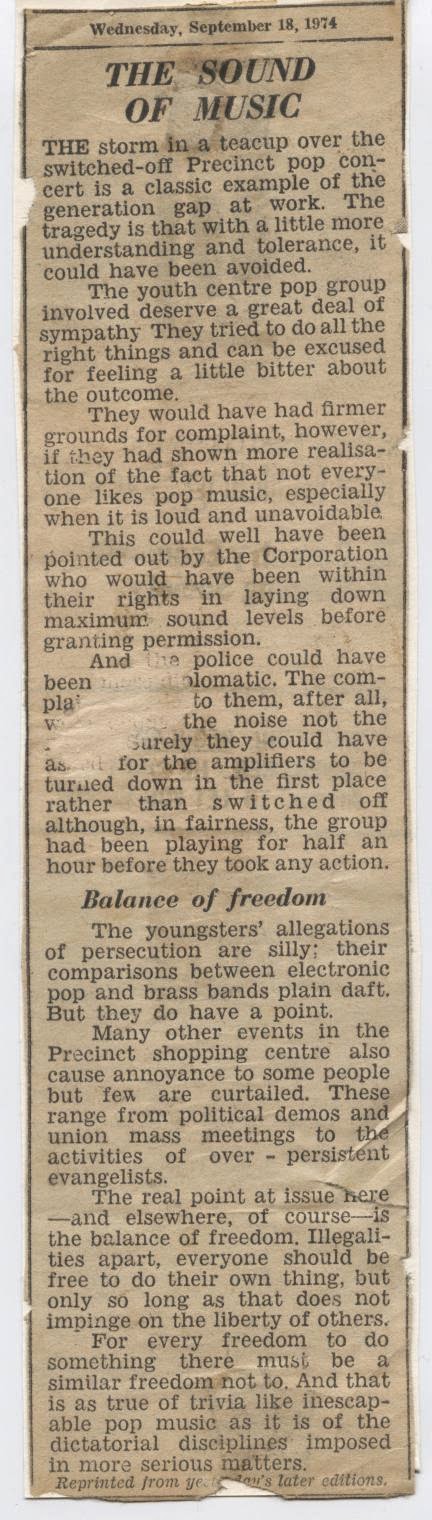 Wednesday, September 18, 1974
THE SOUND
OF MUSIC
THE storm in a teacup over the
switched-off Precinct pop con-
cert is a classic example of the
generation gap at work. The
tragedy is that with a little more
understanding and tolerance, it
could have been avoided.
The youth centre pop group
involved deserve a great deal of
sympathy They tried to do all the
right things and can be excused
for feeling a little bitter about
the outcome.
They would have had firmer
grounds for complaint, however,
if they had shown more realisa-
tion of the fact that not every-
one likes pop music, especially
when it is loud and unavoidable.
This could well have been
pointed out by the Corporation
who would have been within
their rights in laying down
maximum sound levels before
granting permission.
And the police could have
been The com-
to them, after all,
the noise not the
Surely they could have
for the amplifiers to be
turned down in the first place
rather than switched off
although, in fairness, the group
had been playing for half an
hour before they took any action.
Balance of freedom
The youngsters' allegations
of persecution are silly; their
comparisons between electronic
pop and brass bands plain daft.
But they do have a point.
Many other events in the
Precinct shopping centre also
cause annoyance to some people
but few are curtailed. These
range from political demos and
union mass meetings to the
activities of over - persistent
evangelists.
The real point at issue here
—and elsewhere, of course—is
the balance of freedom. Illegali-
ties apart, everyone should be
free to do their own thing, but
only so long as that does not
impinge on the liberty of others.
For every freedom to do
something there must be a
similar freedom not to. And that
is as true of trivia like inescap-
able pop music as it is of the
dictatorial disciplines imposed
in more serious matters.
Reprinted from yesterday's later editions.